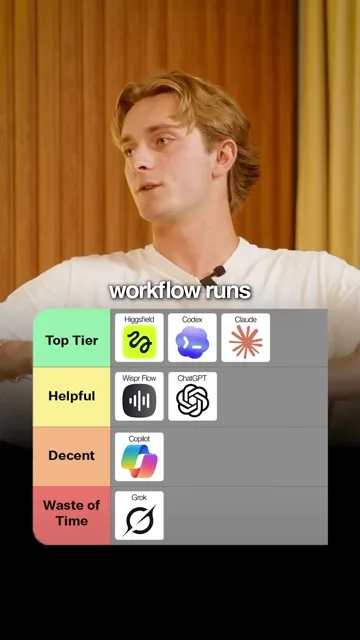 workflow runs
Top Tier
Higgsfield
Codex
Claude
Helpful
Wispr Flow
ChatGPT
Decent
Copilot
Waste of
Time
Grok